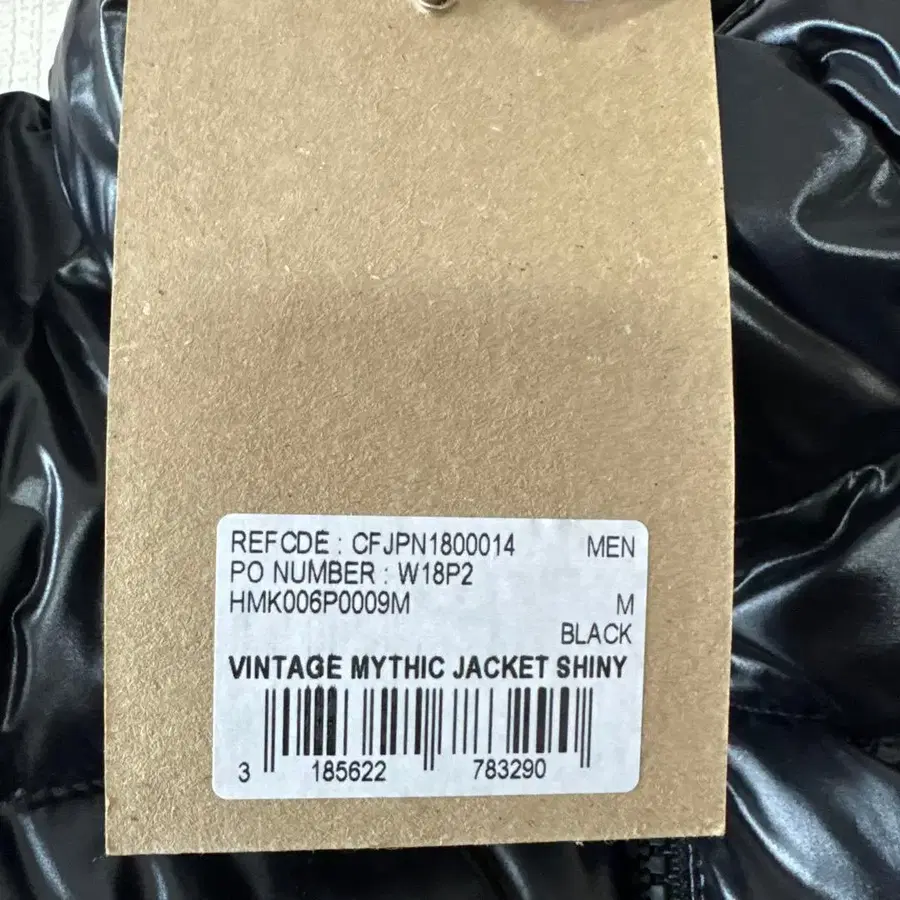 REFCDE : CFJPN1800014 MEN
PO NUMBER : W18P2
HMK006P0009M M
BLACK
VINTAGE MYTHIC JACKET SHINY
3 185622 783290